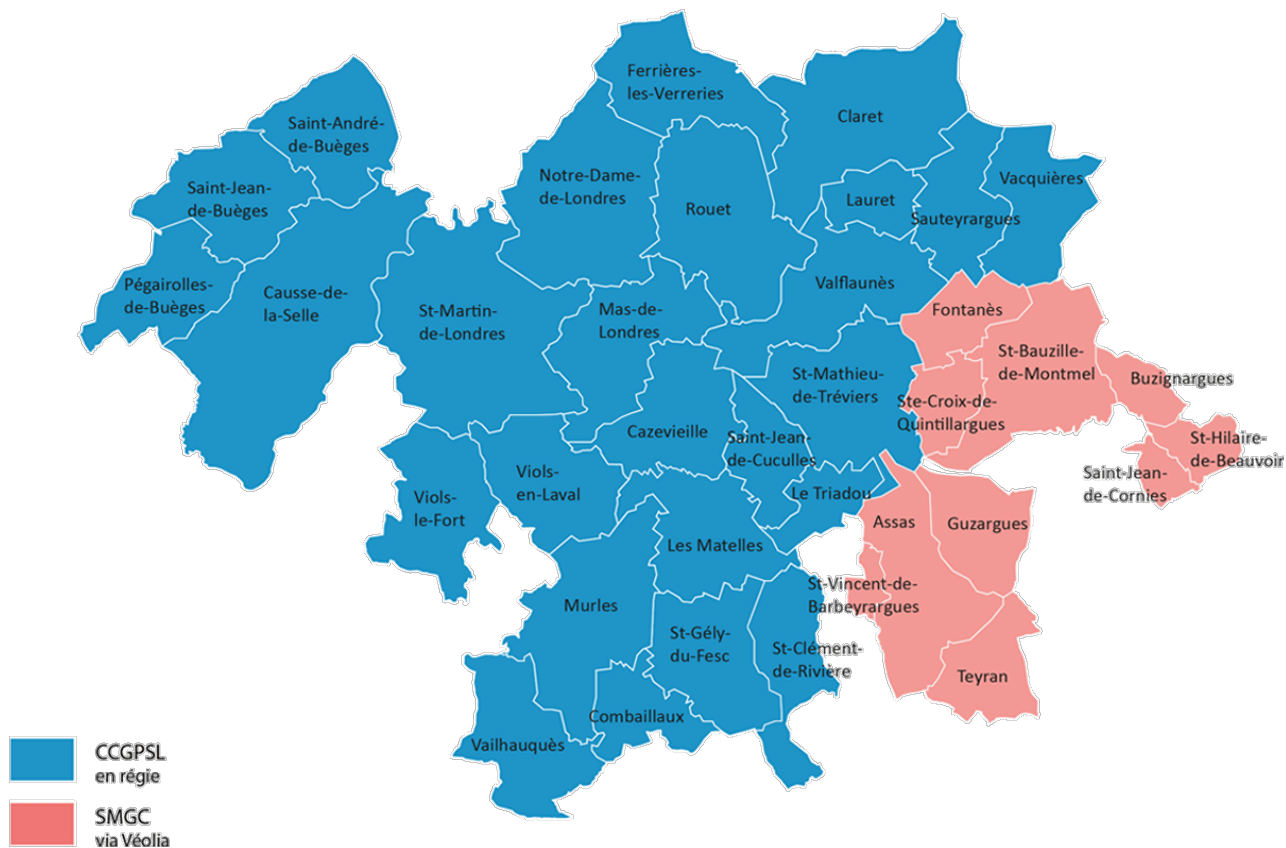 Ferrières-
les-Verreries
Claret
Saint-André-
de-Buèges
Notre-Dame-
de-Londres
Vacquières
Saint-Jean-
de-Buèges
Rouet
Lauret
Sauteyrargues
Pégairolles-
de-Buèges
Causse-de-
la-Selle
St-Martin-
de-Londres
Mas-de-
Londres
Valflaunès
Fontanès
St-Bauzille-
de-Montmel
Buzignargues
St-Mathieu-
de-Tréviers
Ste-Croix-de-
Quintillargues
Cazevieille
Saint-Jean-
de-Cuculles
St-Hilaire-
de-Beauvoir
Saint-Jean-
de-Cornies
Viols-
en-Laval
Viols-
le-Fort
Le Triadou
Assas
Guzargues
Les Matelles
St-Vincent-de-
Barbeyrargues
Murles
St-Gély-
du-Fesc
St-Clément-
de-Rivière
Teyran
Combaillaux
Vailhauquès
CCGPSL
en régie
SMGC
via Véolia